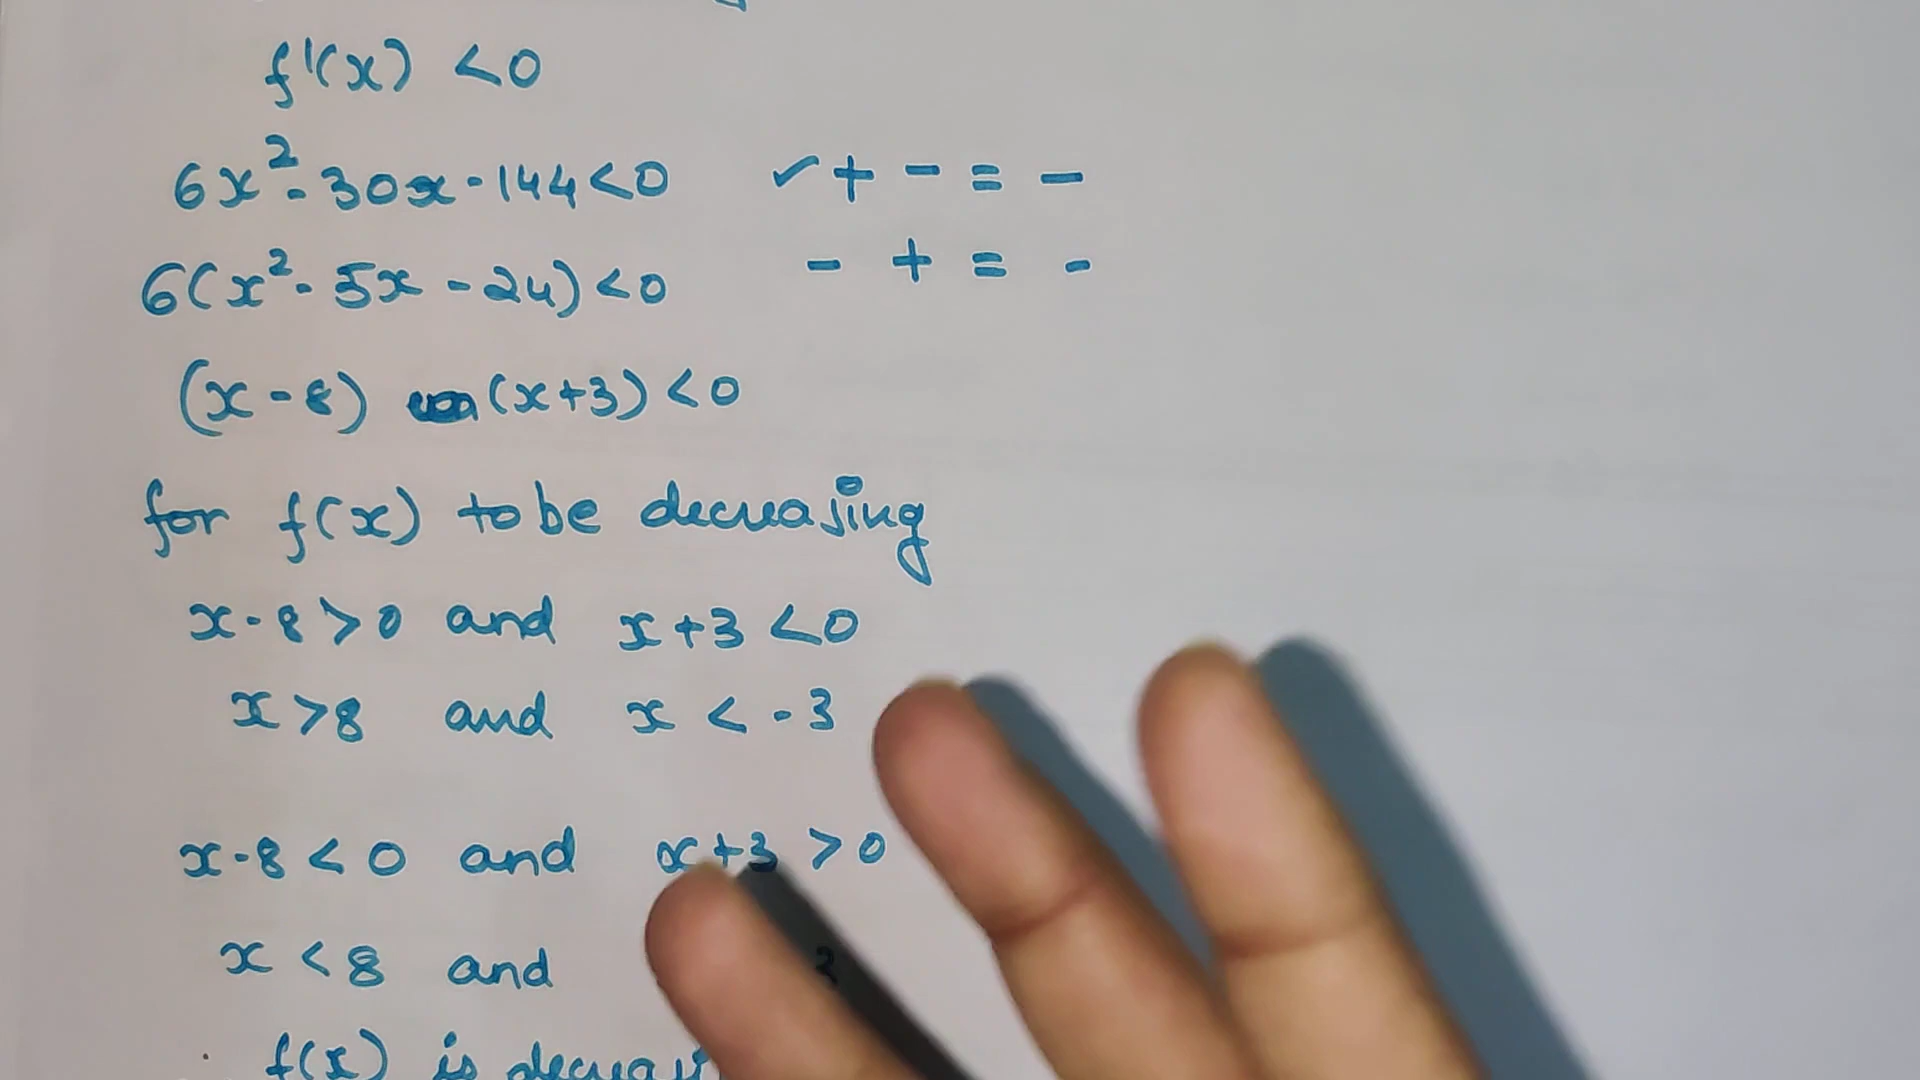 f'(x) <0
6x² - 30x - 144 < 0 ✓ + - = -
6(x² - 5x - 24) < 0 - + = -
(x - 8) (x+3) < 0
for f(x) to be decreasing
x - 8 > 0 and x + 3 < 0
x > 8 and x < - 3
x - 8 < 0 and x + 3 > 0
x < 8 and 3
f(x) is